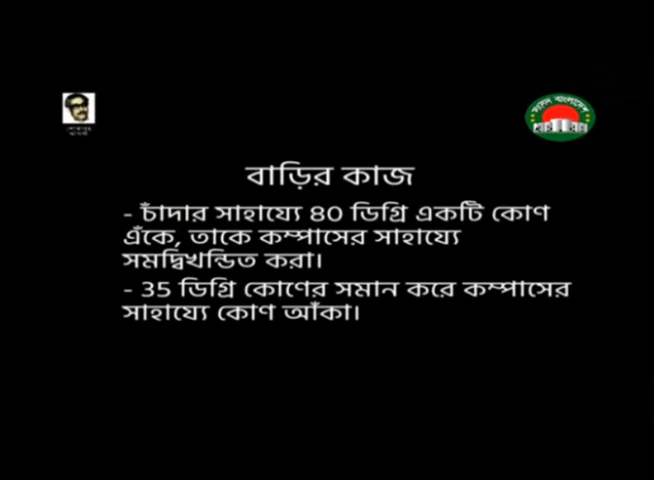 বাড়ির কাজ
- চাঁদার সাহায্যে ৪0 ডিগ্রি একটি কোণ
এঁকে, তাকে কম্পাসের সাহায্যে
সমদ্বিখন্ডিত করা।
- 35 ডিগ্রি কোণের সমান করে কম্পাসের
সাহায্যে কোণ আঁকা।